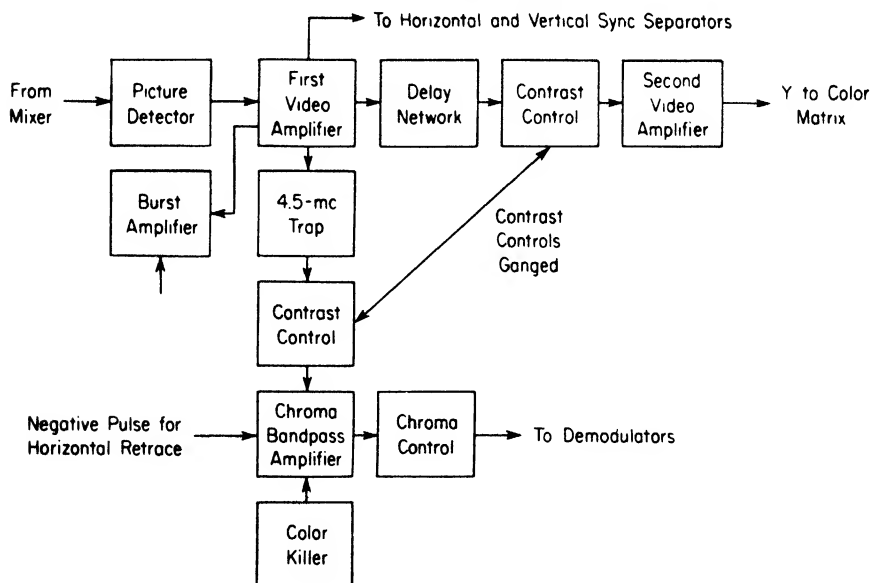 To Horizontal and Vertical Sync Separators
From
Mixer
Picture
Detector
First
Video
Amplifier
Delay
Network
Contrast
Control
Second
Video
Amplifier
Y to Color
Matrix
Burst
Amplifier
4.5-mc
Trap
Contrast
Controls
Ganged
Contrast
Control
Negative Pulse for
Horizontal Retrace
Chroma
Bandpass
Amplifier
Chroma
Control
To Demodulators
Color
Killer